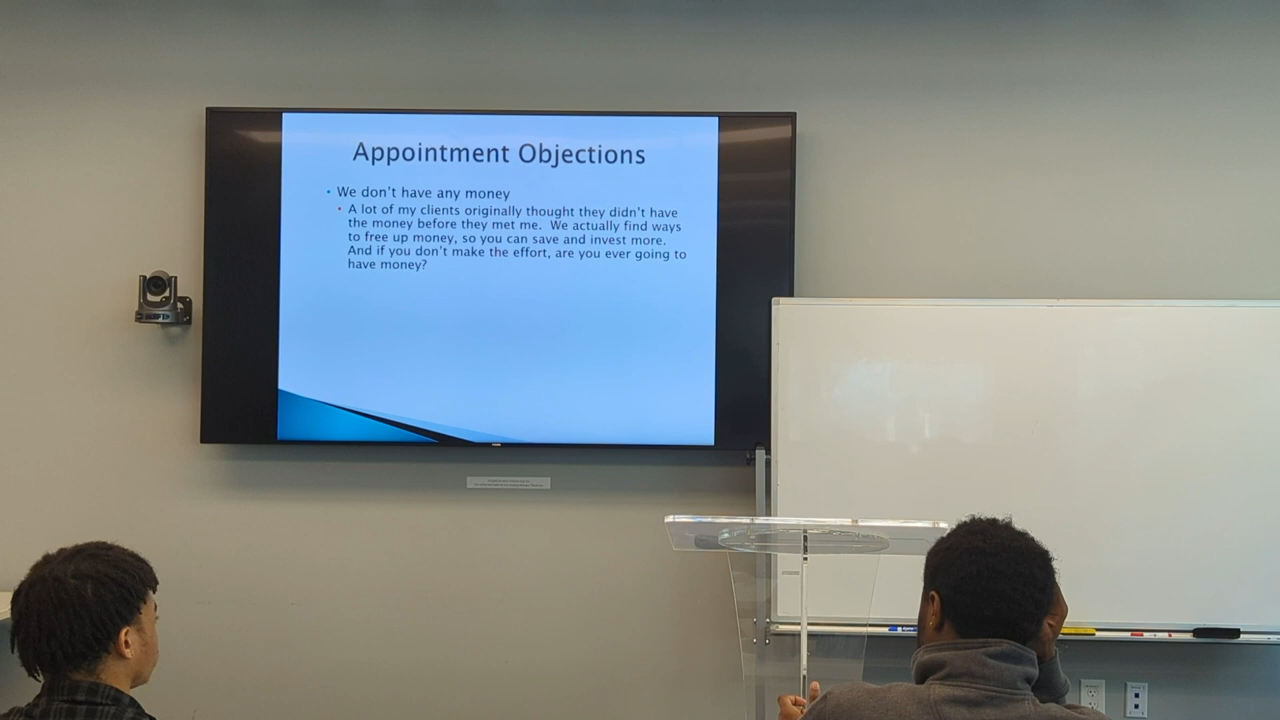 Appointment Objections
We don't have any money
A lot of my clients originally thought they didn't have
the money before they met me. We actually find ways
to free up money, so you can save and invest more.
And if you don't make the effort, are you ever going to
have money?